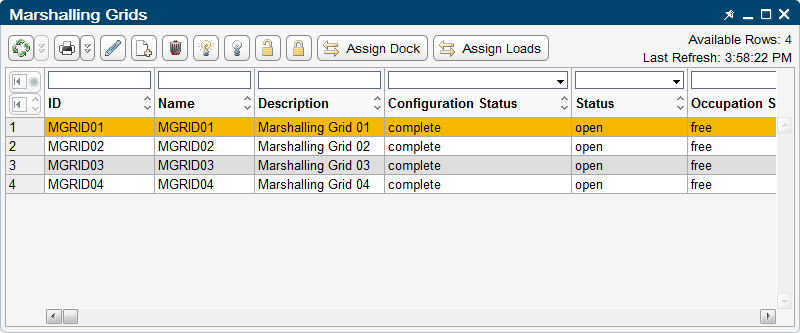 Marshalling Grids
Assign Dock Assign Loads
Available Rows: 4
Last Refresh: 3:58:22 PM
ID Name Description Configuration Status Status Occupation S
1 MGRID01 MGRID01 Marshalling Grid 01 complete open free
2 MGRID02 MGRID02 Marshalling Grid 02 complete open free
3 MGRID03 MGRID03 Marshalling Grid 03 complete open free
4 MGRID04 MGRID04 Marshalling Grid 04 complete open free